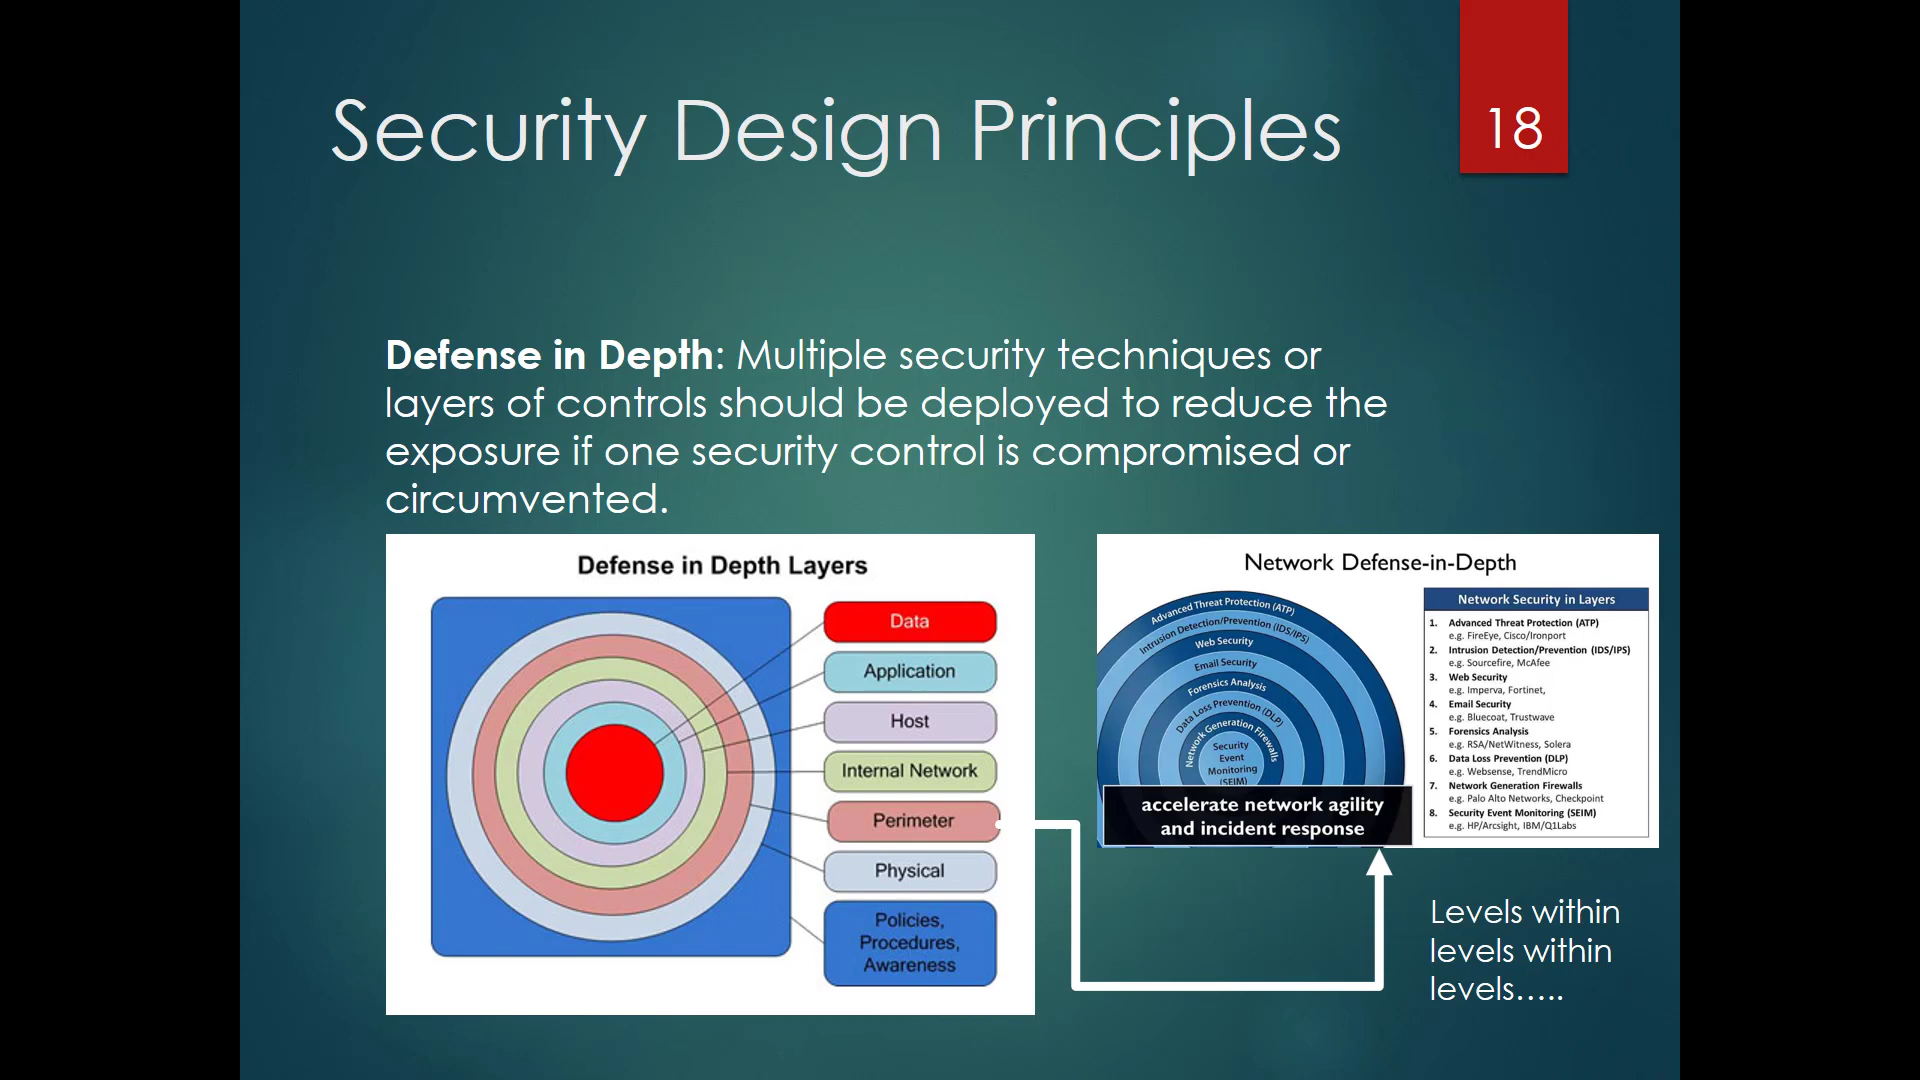 Security Design Principles
18
Defense in Depth: Multiple security techniques or
layers of controls should be deployed to reduce the
exposure if one security control is compromised or
circumvented.
Defense in Depth Layers
Data
Application
Host
Internal Network
Perimeter
Physical
Policies,
Procedures,
Awareness
Network Defense-in-Depth
Advanced Threat Protection (ATP)
Intrusion Detection/Prevention (IDS/IPS)
Web Security
Email Security
Forensics Analysis
Data Loss Prevention (DLP)
Network Generation Firewalls
Security
Event
Monitoring
(SEIM)
accelerate network agility
and incident response
Network Security in Layers
1. Advanced Threat Protection (ATP)
e.g. FireEye, Cisco/Ironport
2. Intrusion Detection/Prevention (IDS/IPS)
e.g. Sourcefire, McAfee
3. Web Security
e.g. Imperva, Fortinet,
4. Email Security
e.g. Bluecoat, Trustwave
5. Forensics Analysis
e.g. RSA/NetWitness, Solera
6. Data Loss Prevention (DLP)
e.g. Websense, TrendMicro
7. Network Generation Firewalls
e.g. Palo Alto Networks, Checkpoint
8. Security Event Monitoring (SEIM)
e.g. HP/Arcsight, IBM/Q1Labs
Levels within
levels within
levels.....